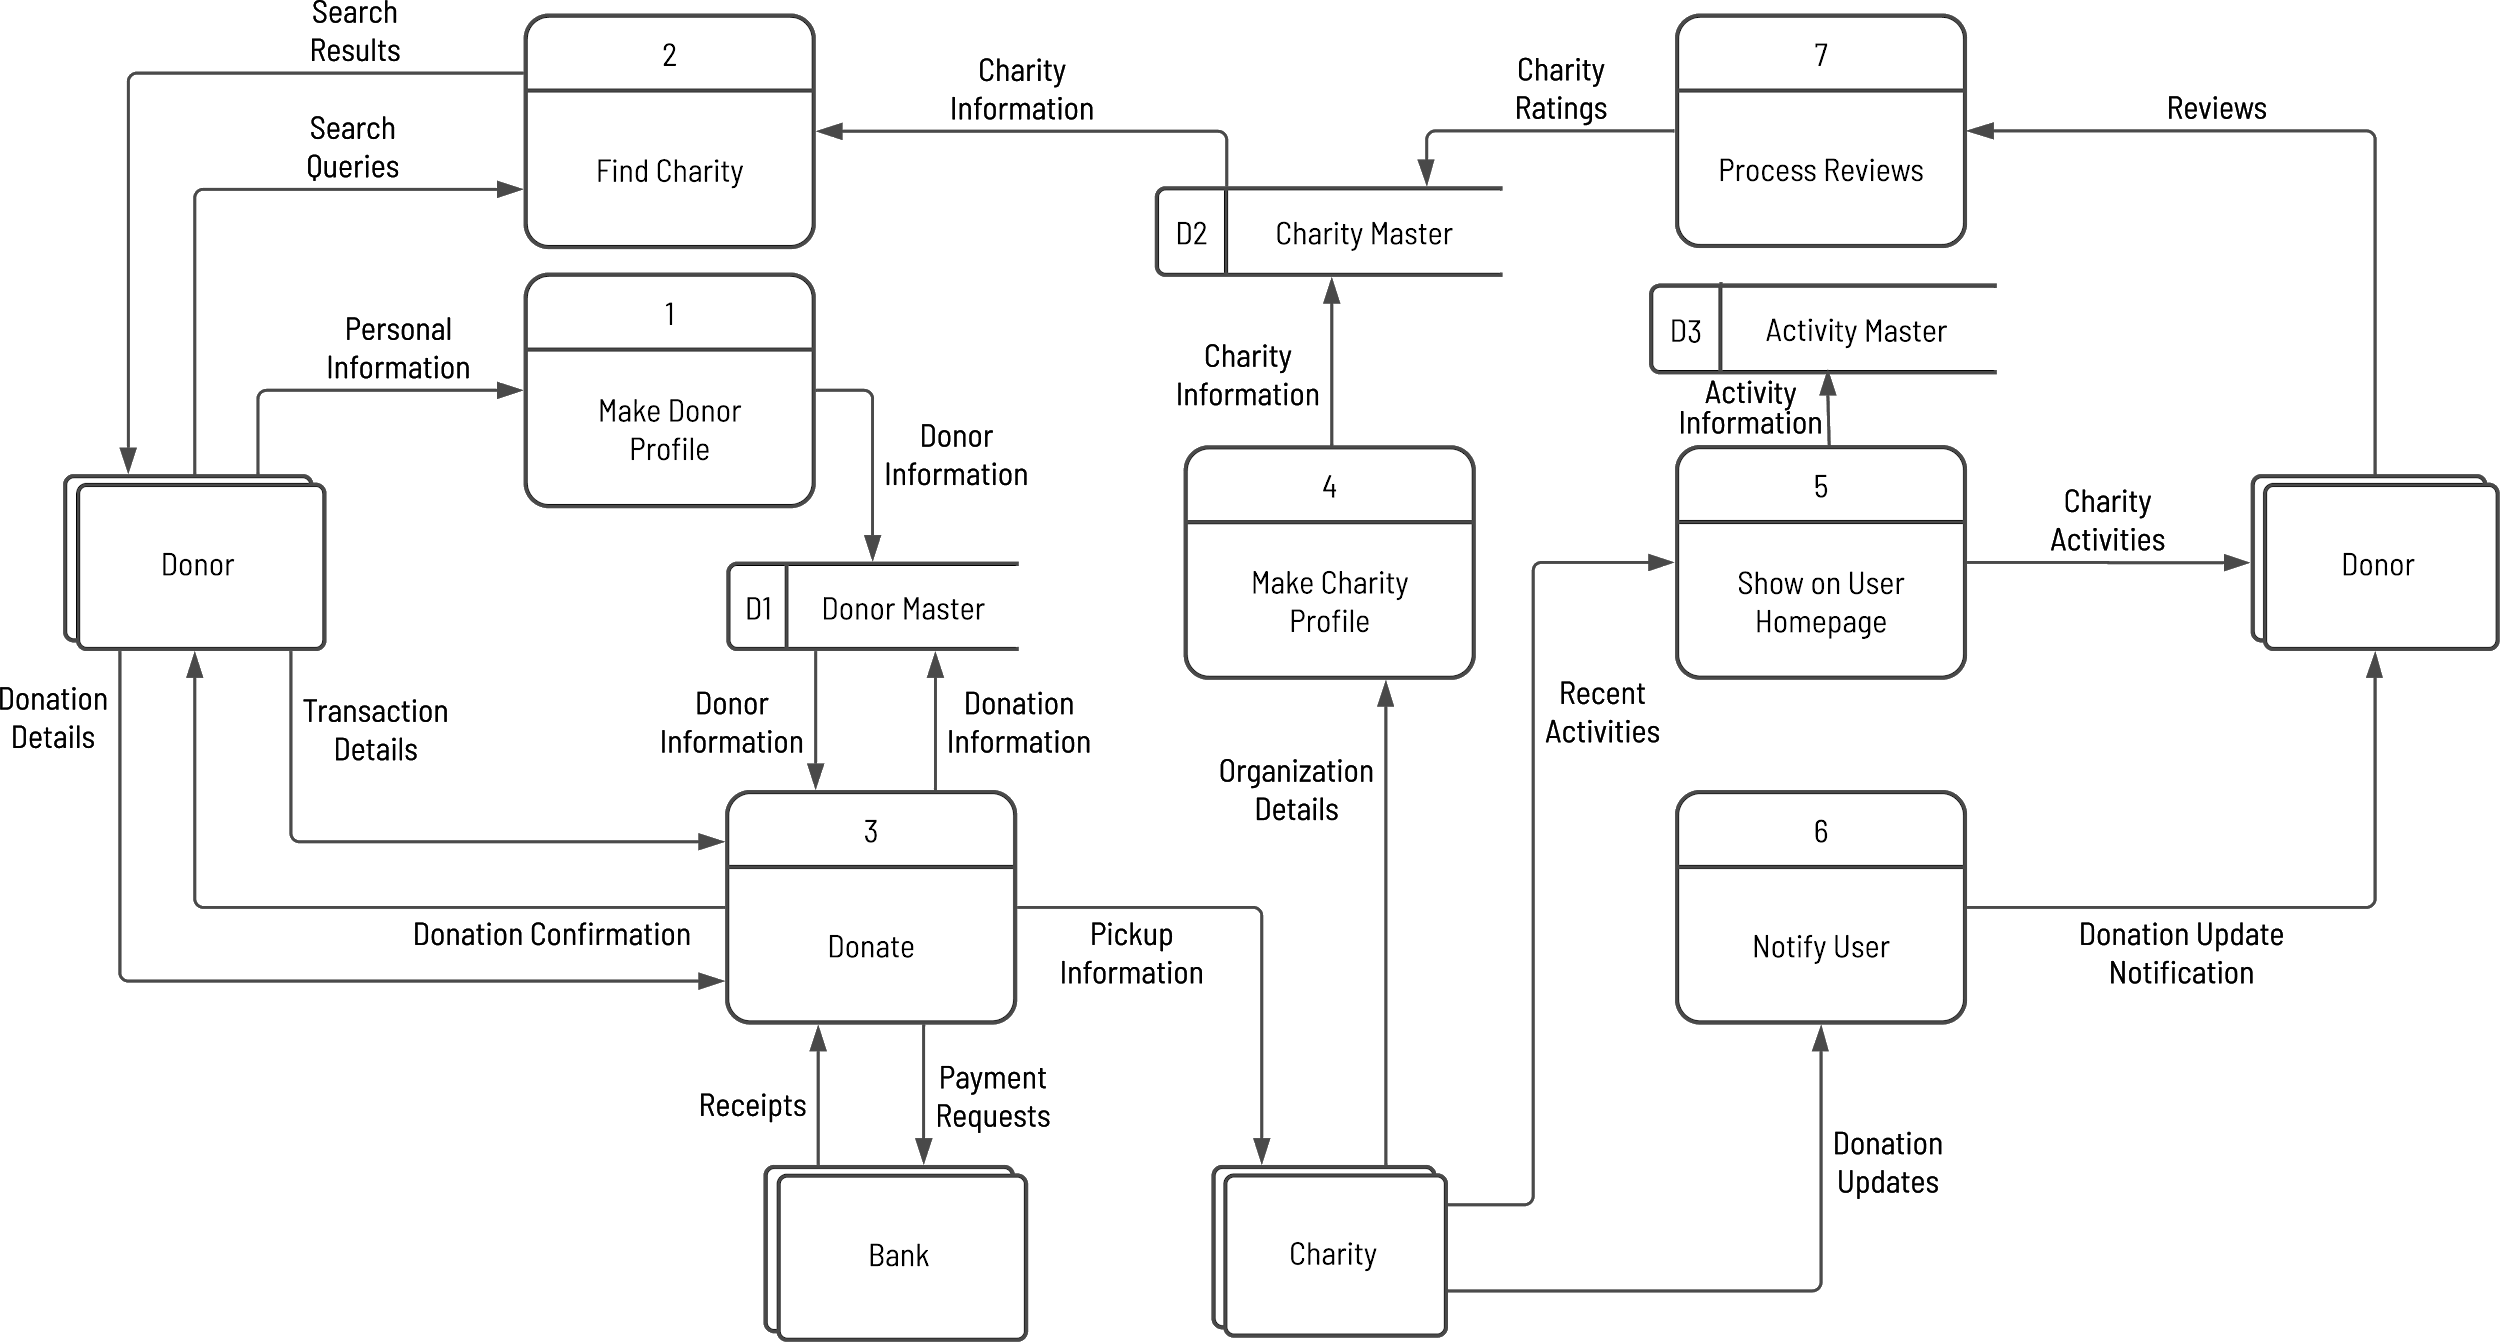 Search
Results
2
Find Charity
Search
Queries
Charity
Information
Charity
Ratings
7
Process Reviews
Reviews
D2
Charity Master
Personal
Information
1
Make Donor
Profile
Donor
Information
Charity
Information
D3
Activity Master
Activity
Information
4
Make Charity
Profile
5
Show on User
Homepage
Charity
Activities
Donor
Donor
D1
Donor Master
Donation
Details
Transaction
Details
Donor
Information
Donation
Information
Organization
Details
Recent
Activities
3
Donate
6
Notify User
Donation Confirmation
Pickup
Information
Donation Update
Notification
Receipts
Payment
Requests
Donation
Updates
Bank
Charity